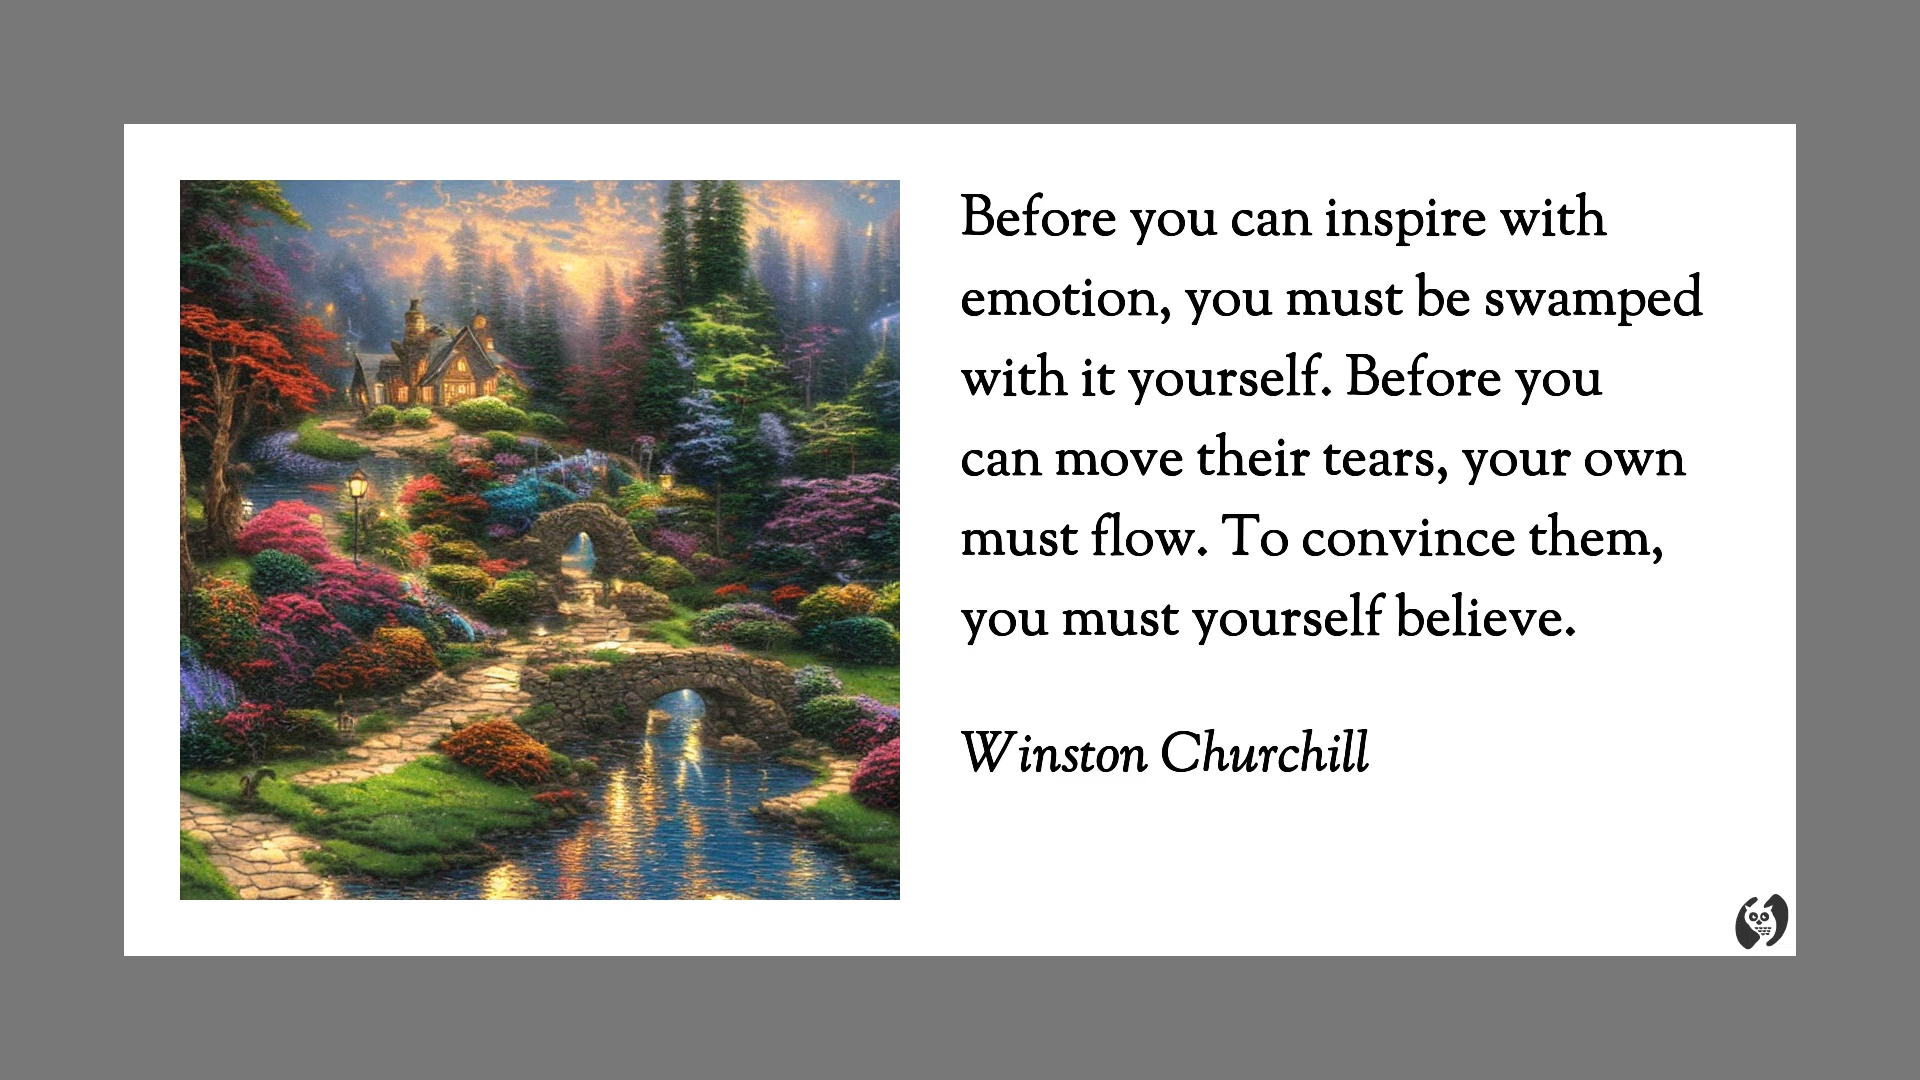 Before you can inspire with
emotion, you must be swamped
with it yourself. Before you
can move their tears, your own
must flow. To convince them,
you must yourself believe.
Winston Churchill